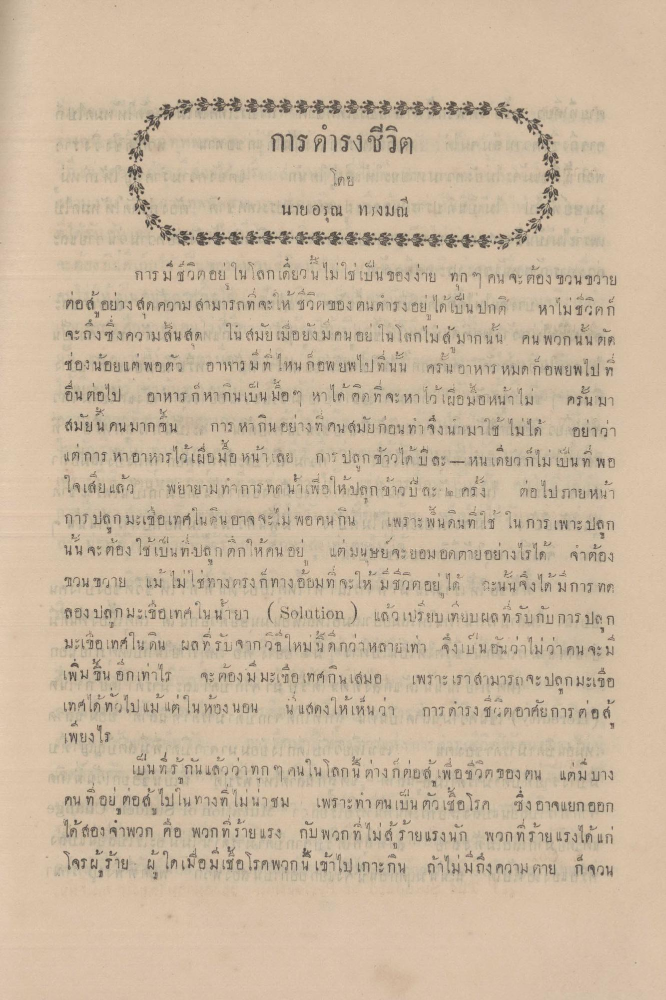 การดำรงชีวิต
โดย
นายอรุณ ทรงมณี
การมีชีวิตอยู่ในโลกเดี๋ยวนี้ไม่ใช่เป็นของง่าย ทุกๆคนจะต้องขวนขวาย
ต่อสู้อย่างสุดความสามารถที่จะให้ชีวิตของตนดำรงอยู่ได้เป็นปกติ หาไม่ชีวิตก็
จะถึงซึ่งความสิ้นสุด ในสมัยเมื่อยังมีคนอยู่ในโลกไม่สู้มากนั้น คนพวกนั้นตัด
ช่องน้อยแต่พอตัว อาหารมีที่ไหนก็อพยพไปที่นั้น ครั้นอาหารหมดก็อพยพไปที่
อื่นต่อไป อาหารก็หากินเป็นมื้อๆ หาได้คิดที่จะหาไว้เผื่อมื้อหน้าไม่ ครั้นมา
สมัยนี้คนมากขึ้น การหากินอย่างที่คนสมัยก่อนทำจึงนำมาใช้ไม่ได้ อย่าว่า
แต่การหาอาหารไว้เผื่อมื้อหน้าเลย การปลูกข้าวได้ปีละ—หนเดียวก็ไม่เป็นที่พอ
ใจเสียแล้ว พยายามทำการทดน้ำเพื่อให้ปลูกข้าวปีละ ๒ ครั้ง ต่อไปภายหน้า
การปลูกมะเขือเทศในดินอาจจะไม่พอคนกิน เพราะพื้นดินที่ใช้ในการเพาะปลูก
นั้นจะต้องใช้เป็นที่ปลูกตึกให้คนอยู่ แต่มนุษย์จะยอมอดตายอย่างไรได้ จำต้อง
ขวนขวาย แม้ไม่ใช่ทางตรงก็ทางอ้อมที่จะให้มีชีวิตอยู่ได้ ฉะนั้นจึงได้มีการทด
ลองปลูกมะเขือเทศในน้ำยา (Solution) แล้วเปรียบเทียบผลที่รับกับการปลูก
มะเขือเทศในดิน ผลที่รับจากวิธีใหม่นี้ดีกว่าหลายเท่า จึงเป็นอันว่าไม่ว่าคนจะมี
เพิ่มขึ้นอีกเท่าไร จะต้องมีมะเขือเทศกินเสมอ เพราะเราสามารถจะปลูกมะเขือ
เทศได้ทั่วไปแม้แต่ในห้องนอน นี่แสดงให้เห็นว่า การดำรงชีวิตอาศัยการต่อสู้
เพียงไร
เป็นที่รู้กันแล้วว่าทุกๆคนในโลกนี้ต่างก็ต่อสู้เพื่อชีวิตของตน แต่มีบาง
คนที่อยู่ต่อสู้ไปในทางที่ไม่น่าชม เพราะทำตนเป็นตัวเชื้อโรค ซึ่งอาจแยกออก
ได้สองจำพวก คือ พวกที่ร้ายแรง กับพวกที่ไม่สู้ร้ายแรงนัก พวกที่ร้ายแรงได้แก่
โจรผู้ร้าย ผู้ใดเมื่อมีเชื้อโรคพวกนี้เข้าไปเกาะกิน ถ้าไม่มีถึงความตาย ก็จวน